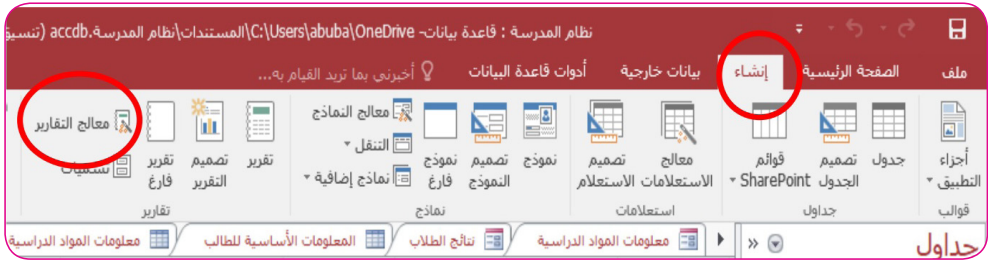 نظام المدرسة : قاعدة بيانات- C:\Users\abuba\OneDrive\المستندات\نظام المدرسة.accdb (تنسيق
ملف الصفحة الرئيسية إنشاء بيانات خارجية أدوات قاعدة البيانات أخبرني بما تريد القيام به...
أجزاء التطبيق
جدول
تصميم الجدول
قوائم SharePoint
معالج الاستعلامات
تصميم الاستعلام
نموذج
تصميم النموذج
نموذج فارغ
معالج النماذج
التنقل
نماذج إضافية
تقرير
تصميم التقرير
تقرير فارغ
معالج التقارير
تسميات
قوالب جداول استعلامات نماذج تقارير
جداول
معلومات المواد الدراسية نتائج الطلاب المعلومات الأساسية للطالب معلومات المواد الدراسية